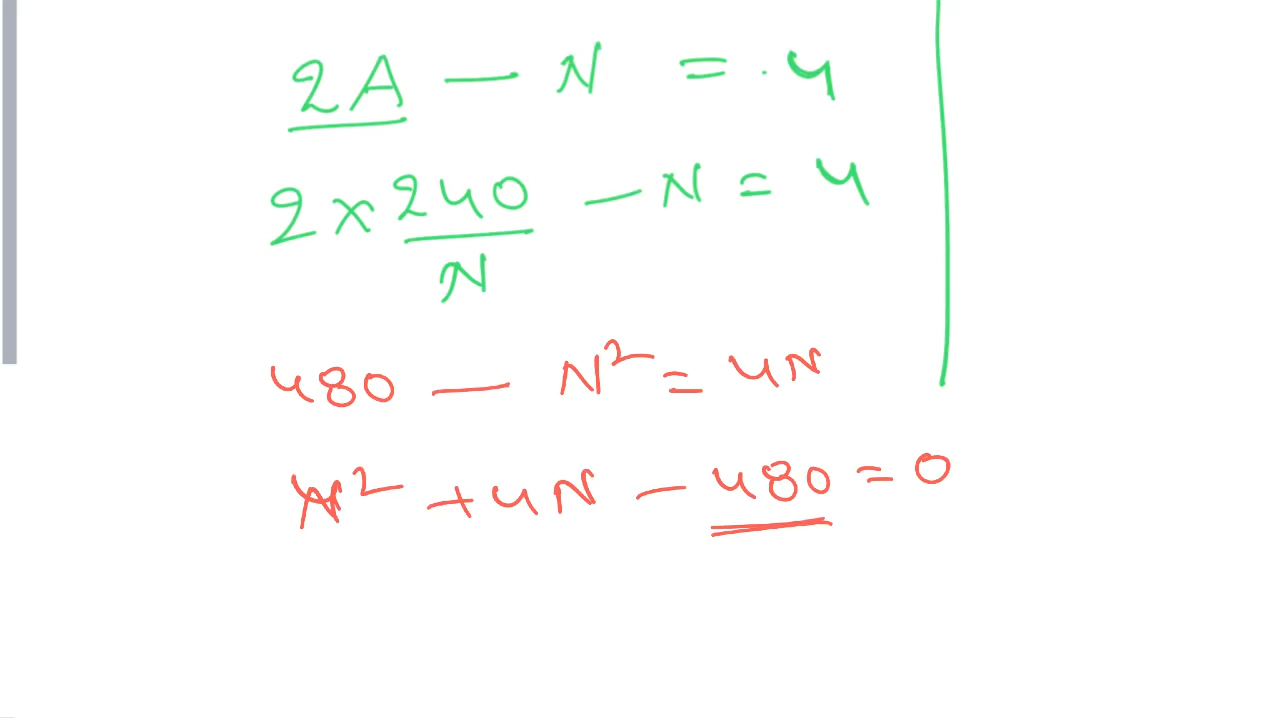 2A — N = 4
2 × 240/N — N = 4
480 — N² = 4N
N² + 4N — 480 = 0